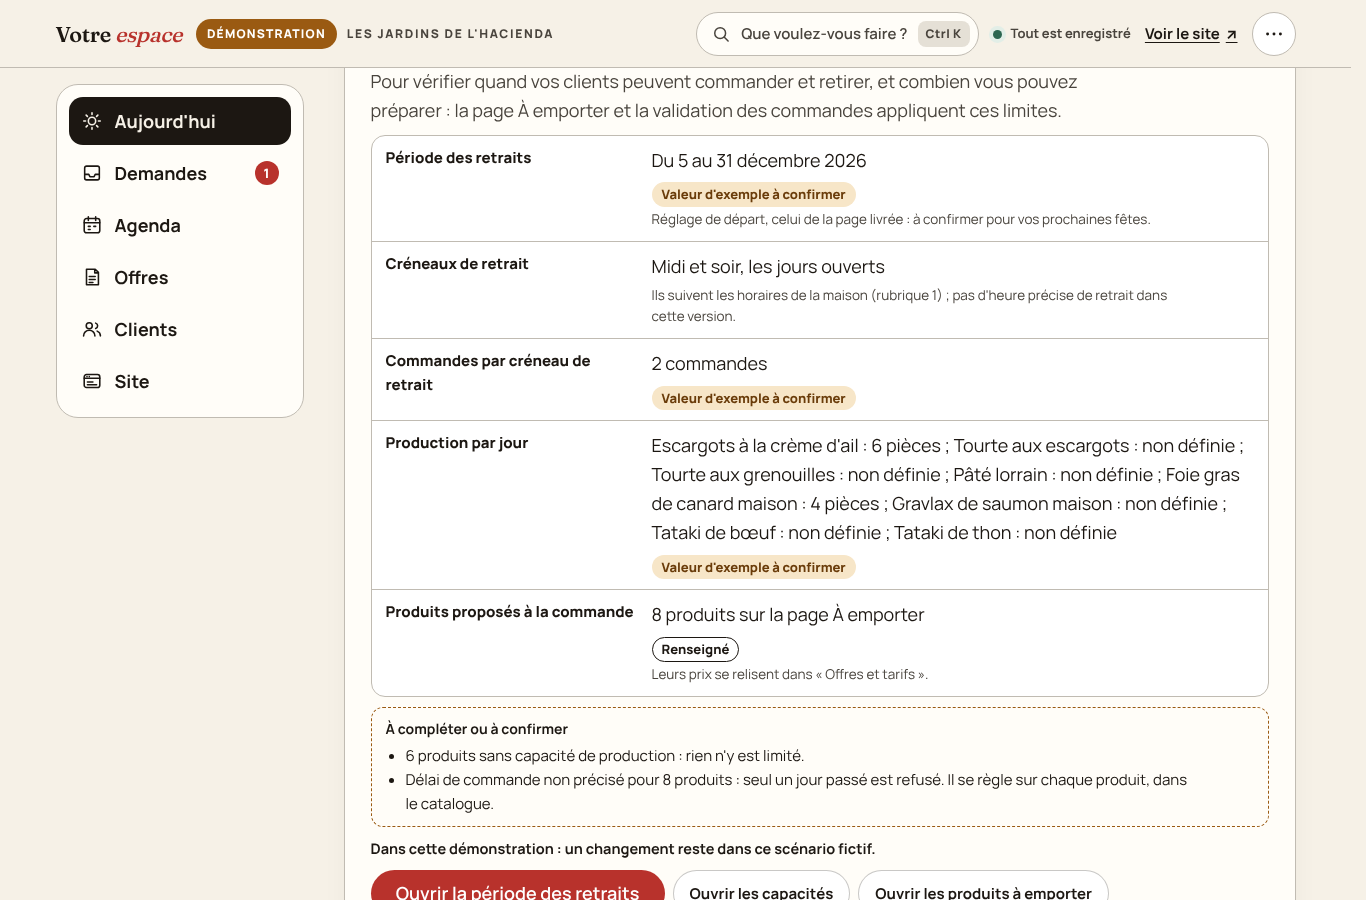 Votre espace DÉMONSTRATION LES JARDINS DE L'HACIENDA Que voulez-vous faire ? Ctrl K Tout est enregistré Voir le site
Aujourd'hui
Demandes 1
Agenda
Offres
Clients
Site
Pour vérifier quand vos clients peuvent commander et retirer, et combien vous pouvez
préparer : la page À emporter et la validation des commandes appliquent ces limites.
Période des retraits
Du 5 au 31 décembre 2026
Valeur d'exemple à confirmer
Réglage de départ, celui de la page livrée : à confirmer pour vos prochaines fêtes.
Créneaux de retrait
Midi et soir, les jours ouverts
Ils suivent les horaires de la maison (rubrique 1) ; pas d'heure précise de retrait dans
cette version.
Commandes par créneau de
retrait
2 commandes
Valeur d'exemple à confirmer
Production par jour
Escargots à la crème d'ail : 6 pièces ; Tourte aux escargots : non définie ;
Tourte aux grenouilles : non définie ; Pâté lorrain : non définie ; Foie gras
de canard maison : 4 pièces ; Gravlax de saumon maison : non définie ;
Tataki de bœuf : non définie ; Tataki de thon : non définie
Valeur d'exemple à confirmer
Produits proposés à la commande
8 produits sur la page À emporter
Renseigné
Leurs prix se relisent dans « Offres et tarifs ».
À compléter ou à confirmer
• 6 produits sans capacité de production : rien n'y est limité.
• Délai de commande non précisé pour 8 produits : seul un jour passé est refusé. Il se règle sur chaque produit, dans
le catalogue.
Dans cette démonstration : un changement reste dans ce scénario fictif.
Ouvrir la période des retraits Ouvrir les capacités Ouvrir les produits à emporter